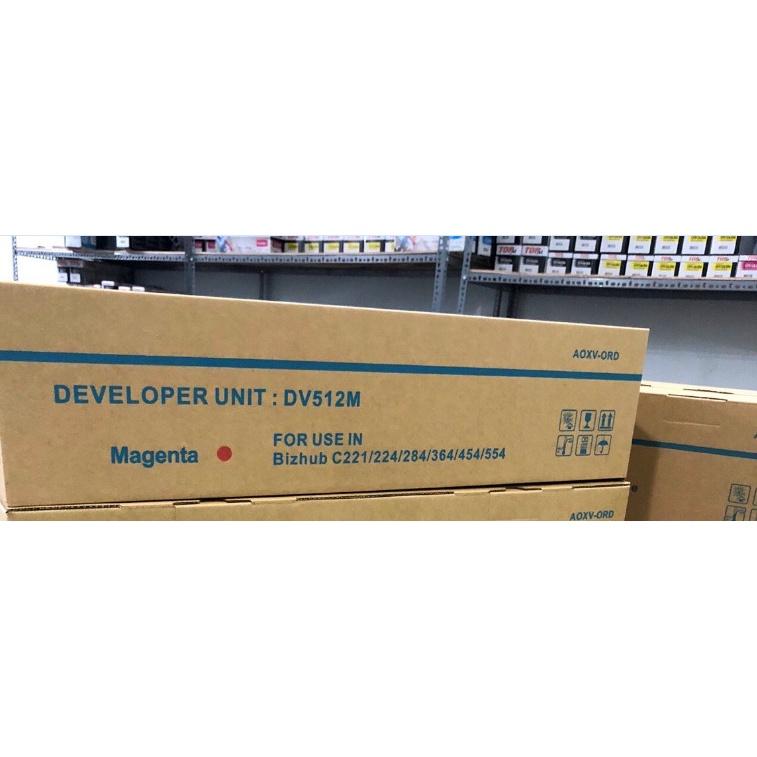 AOXV-ORD
DEVELOPER UNIT : DV512M
Magenta
FOR USE IN
Bizhub C221/224/284/364/454/554
AOXV-ORD